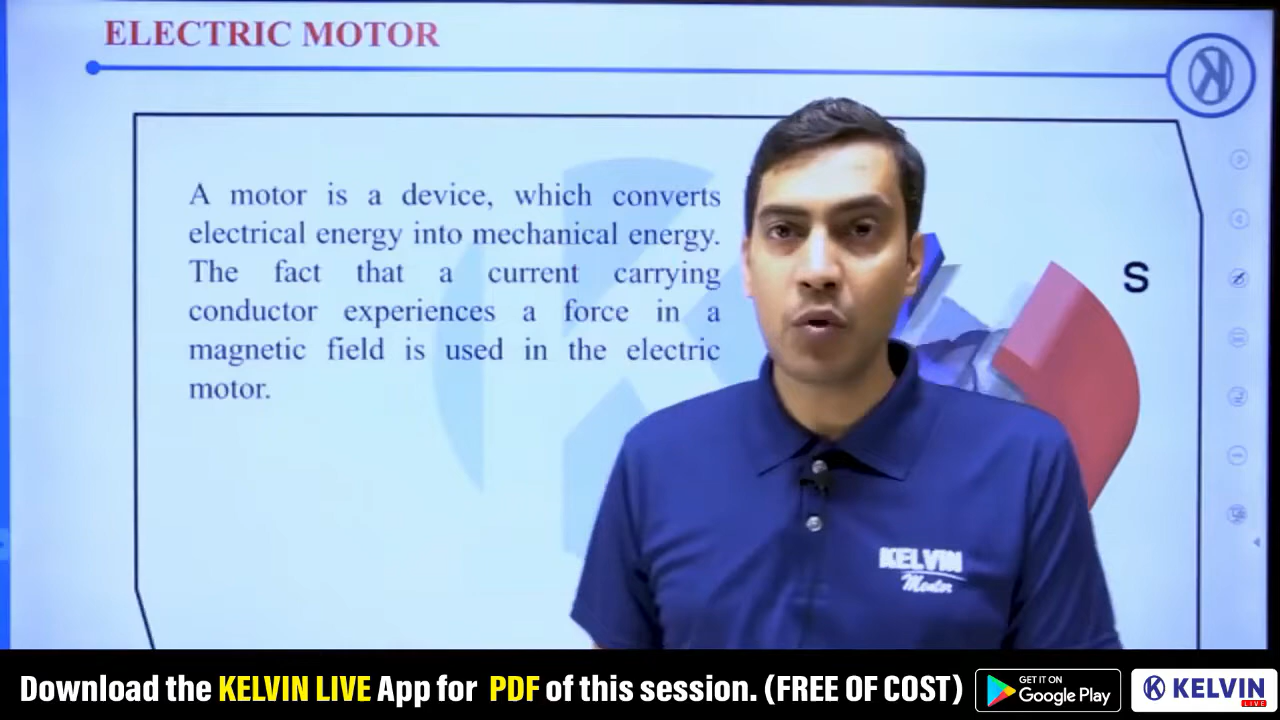 ELECTRIC MOTOR
A motor is a device, which converts
electrical energy into mechanical energy.
The fact that a current carrying
conductor experiences a force in a
magnetic field is used in the electric
motor.
S
KELVIN
Mentor
Download the KELVIN LIVE App for PDF of this session. (FREE OF COST)
GET IT ON
Google Play
KELVIN
LIVE